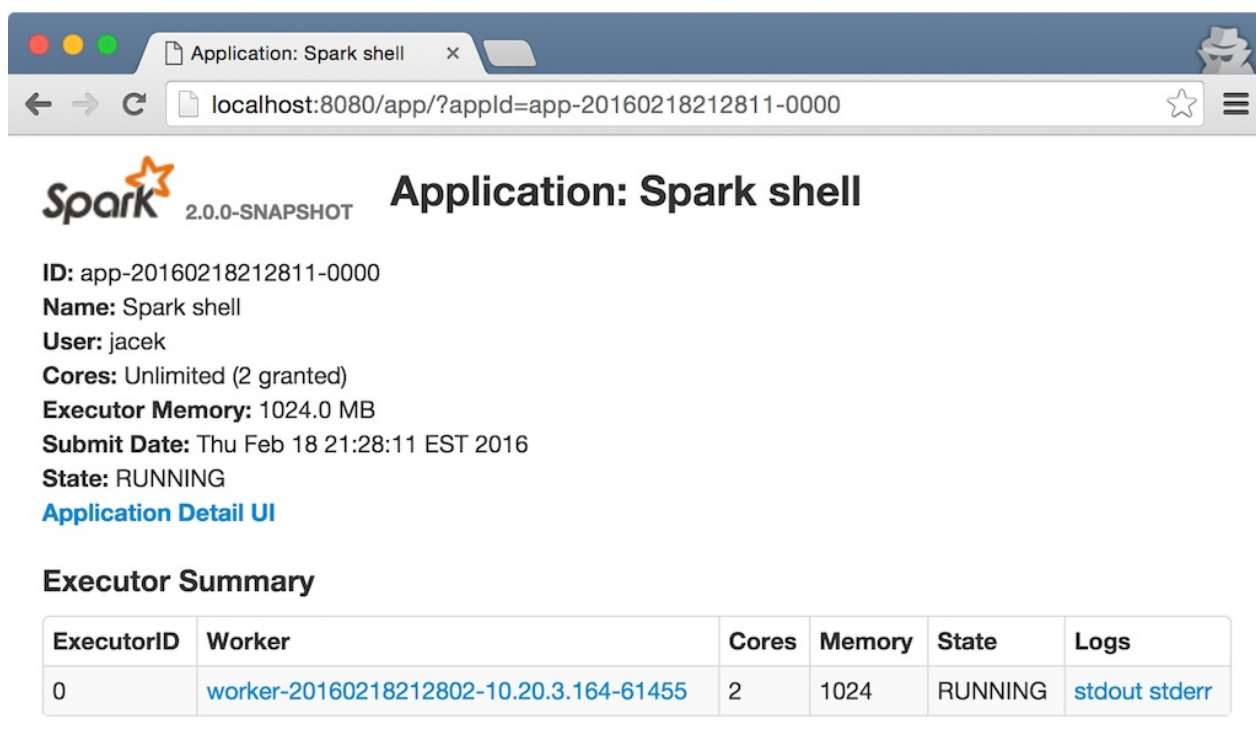 Application: Spark shell
localhost:8080/app/?appId=app-20160218212811-0000
Spark 2.0.0-SNAPSHOT Application: Spark shell
ID: app-20160218212811-0000
Name: Spark shell
User: jacek
Cores: Unlimited (2 granted)
Executor Memory: 1024.0 MB
Submit Date: Thu Feb 18 21:28:11 EST 2016
State: RUNNING
Application Detail UI
Executor Summary
ExecutorID Worker Cores Memory State Logs
0 worker-20160218212802-10.20.3.164-61455 2 1024 RUNNING stdout stderr